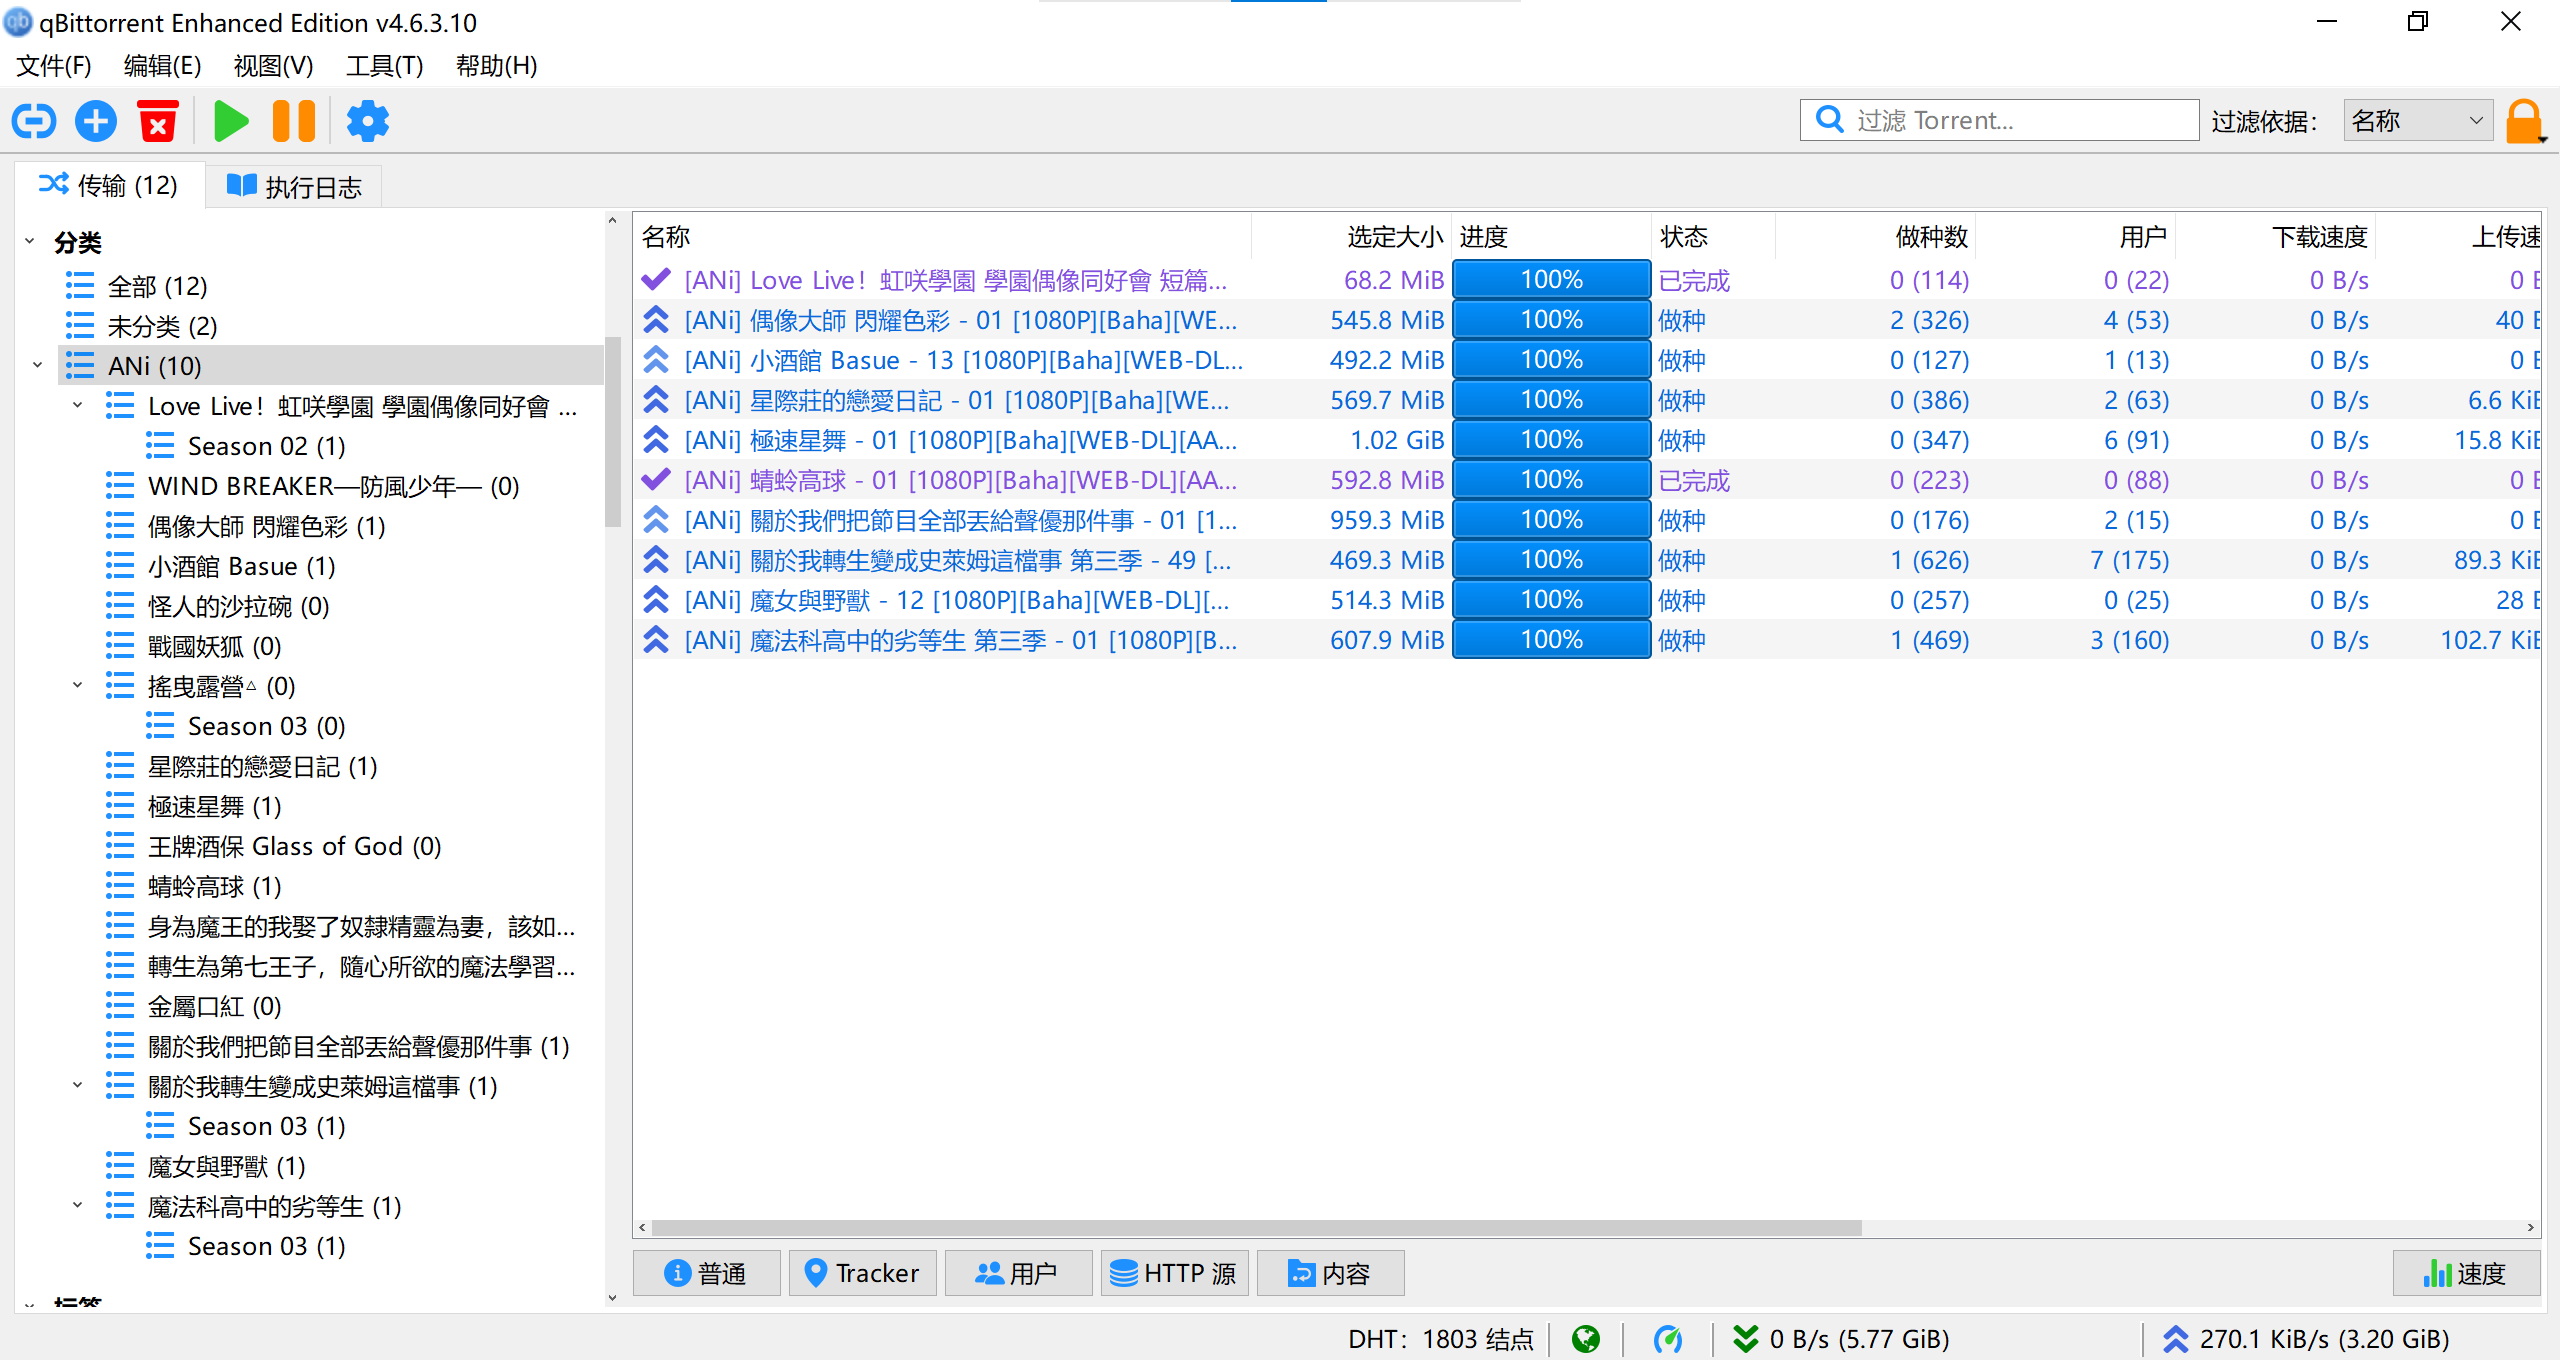 qBittorrent Enhanced Edition v4.6.3.10
文件(F) 编辑(E) 视图(V) 工具(T) 帮助(H)
过滤 Torrent... 过滤依据： 名称
传输 (12) 执行日志
分类
全部 (12)
未分类 (2)
ANi (10)
Love Live！虹咲學園 學園偶像同好會 ...
Season 02 (1)
WIND BREAKER—防風少年— (0)
偶像大師 閃耀色彩 (1)
小酒館 Basue (1)
怪人的沙拉碗 (0)
戰國妖狐 (0)
搖曳露營△ (0)
Season 03 (0)
星際莊的戀愛日記 (1)
極速星舞 (1)
王牌酒保 Glass of God (0)
蜻蛉高球 (1)
身為魔王的我娶了奴隸精靈為妻，該如...
轉生為第七王子，隨心所欲的魔法學習...
金屬口紅 (0)
關於我們把節目全部丟給聲優那件事 (1)
關於我轉生變成史萊姆這檔事 (1)
Season 03 (1)
魔女與野獸 (1)
魔法科高中的劣等生 (1)
Season 03 (1)
标签
名称 选定大小 进度 状态 做种数 用户 下载速度 上传速
[ANi] Love Live！虹咲學園 學園偶像同好會 短篇... 68.2 MiB 100% 已完成 0 (114) 0 (22) 0 B/s 0 B
[ANi] 偶像大師 閃耀色彩 - 01 [1080P][Baha][WE... 545.8 MiB 100% 做种 2 (326) 4 (53) 0 B/s 40 B
[ANi] 小酒館 Basue - 13 [1080P][Baha][WEB-DL... 492.2 MiB 100% 做种 0 (127) 1 (13) 0 B/s 0 B
[ANi] 星際莊的戀愛日記 - 01 [1080P][Baha][WE... 569.7 MiB 100% 做种 0 (386) 2 (63) 0 B/s 6.6 KiB
[ANi] 極速星舞 - 01 [1080P][Baha][WEB-DL][AA... 1.02 GiB 100% 做种 0 (347) 6 (91) 0 B/s 15.8 KiB
[ANi] 蜻蛉高球 - 01 [1080P][Baha][WEB-DL][AA... 592.8 MiB 100% 已完成 0 (223) 0 (88) 0 B/s 0 B
[ANi] 關於我們把節目全部丟給聲優那件事 - 01 [1... 959.3 MiB 100% 做种 0 (176) 2 (15) 0 B/s 0 B
[ANi] 關於我轉生變成史萊姆這檔事 第三季 - 49 [... 469.3 MiB 100% 做种 1 (626) 7 (175) 0 B/s 89.3 KiB
[ANi] 魔女與野獸 - 12 [1080P][Baha][WEB-DL][... 514.3 MiB 100% 做种 0 (257) 0 (25) 0 B/s 28 B
[ANi] 魔法科高中的劣等生 第三季 - 01 [1080P][B... 607.9 MiB 100% 做种 1 (469) 3 (160) 0 B/s 102.7 KiB
普通 Tracker 用户 HTTP 源 内容 速度
DHT：1803 结点 0 B/s (5.77 GiB) 270.1 KiB/s (3.20 GiB)